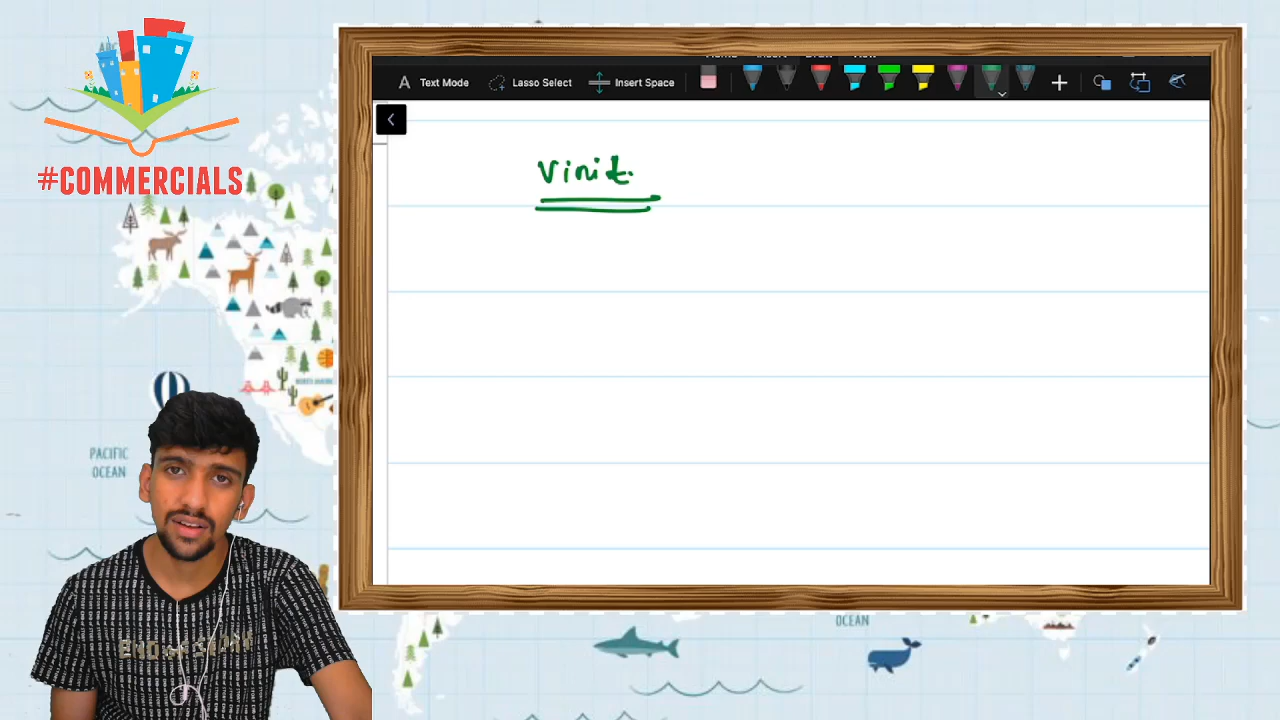 #COMMERCIALS
Text Mode
Lasso Select
Insert Space
vinit
PACIFIC
OCEAN
OCEAN